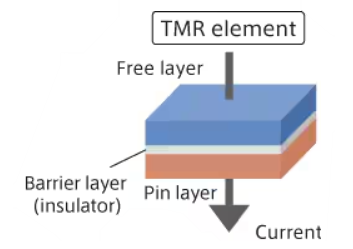 TMR element
Free layer
Barrier layer
(insulator)
Pin layer
Current